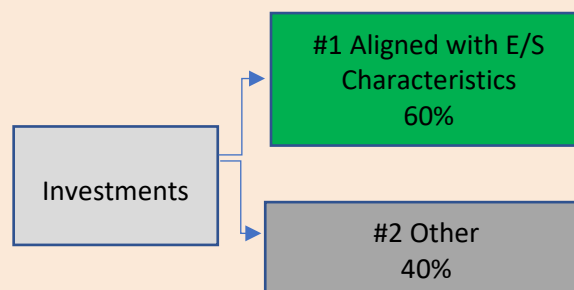 #1 Aligned with E/S
Characteristics
60%
Investments
#2 Other
40%